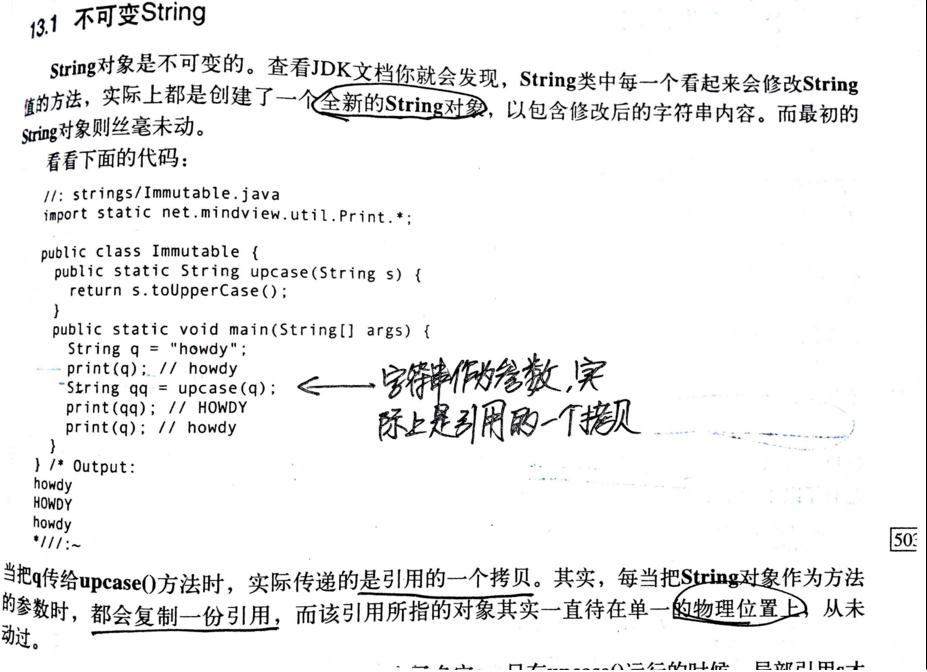 13.1 不可变String
String对象是不可变的。查看JDK文档你就会发现，String类中每一个看起来会修改String
值的方法，实际上都是创建了一个全新的String对象，以包含修改后的字符串内容。而最初的
String对象则丝毫未动。
看看下面的代码：
//: strings/Immutable.java
import static net.mindview.util.Print.*;
public class Immutable {
public static String upcase(String s) {
return s.toUpperCase();
}
public static void main(String[] args) {
String q = "howdy";
print(q); // howdy
String qq = upcase(q);
print(qq); // HOWDY
print(q); // howdy
}
} /* Output:
howdy
HOWDY
howdy
*///:~
字符串作为参数,实
际上是引用的一个拷贝
503
当把q传给upcase()方法时，实际传递的是引用的一个拷贝。其实，每当把String对象作为方法
的参数时，都会复制一份引用，而该引用所指的对象其实一直待在单一的物理位置上，从未
动过。